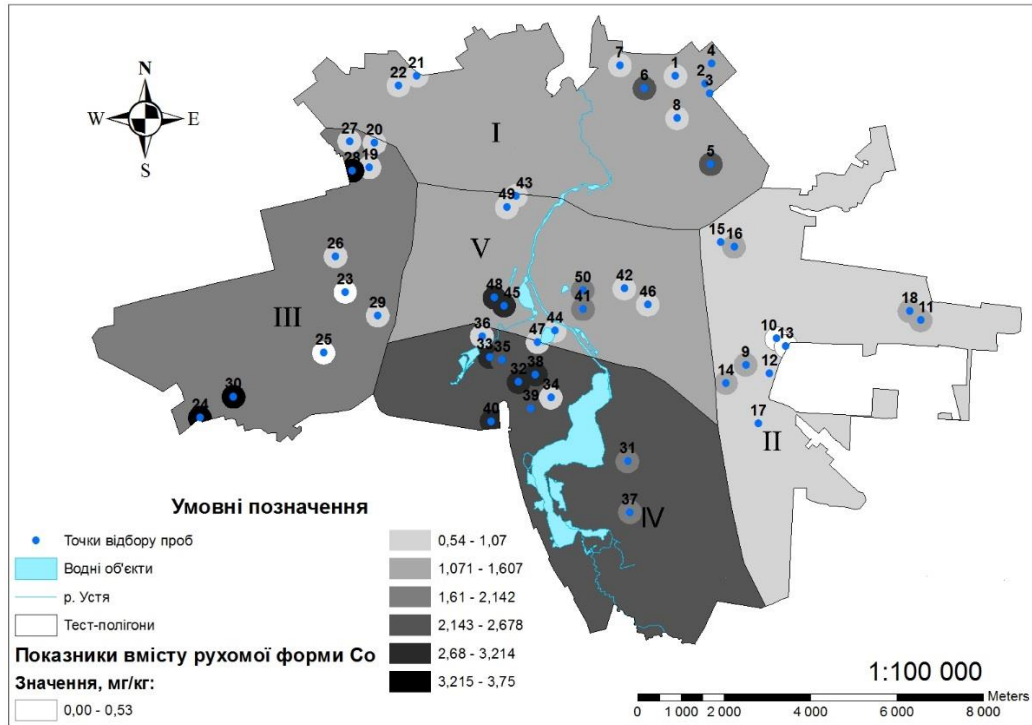 N
W E
S
21
22
7
4
1
2
6
3
8
27
20
28
19
I
5
43
49
15
16
26
V
48
45
50
42
23
41
46
18
11
III
29
44
10
13
36
47
25
33
35
9
12
38
32
14
34
30
39
24
40
17
II
31
37
IV
Умовні позначення
Точки відбору проб
Водні об'єкти
р. Устя
Тест-полігони
Показники вмісту рухомої форми Co
Значення, мг/кг:
0,00 - 0,53
0,54 - 1,07
1,071 - 1,607
1,61 - 2,142
2,143 - 2,678
2,68 - 3,214
3,215 - 3,75
1:100 000
Meters
0 1 000 2 000 4 000 6 000 8 000